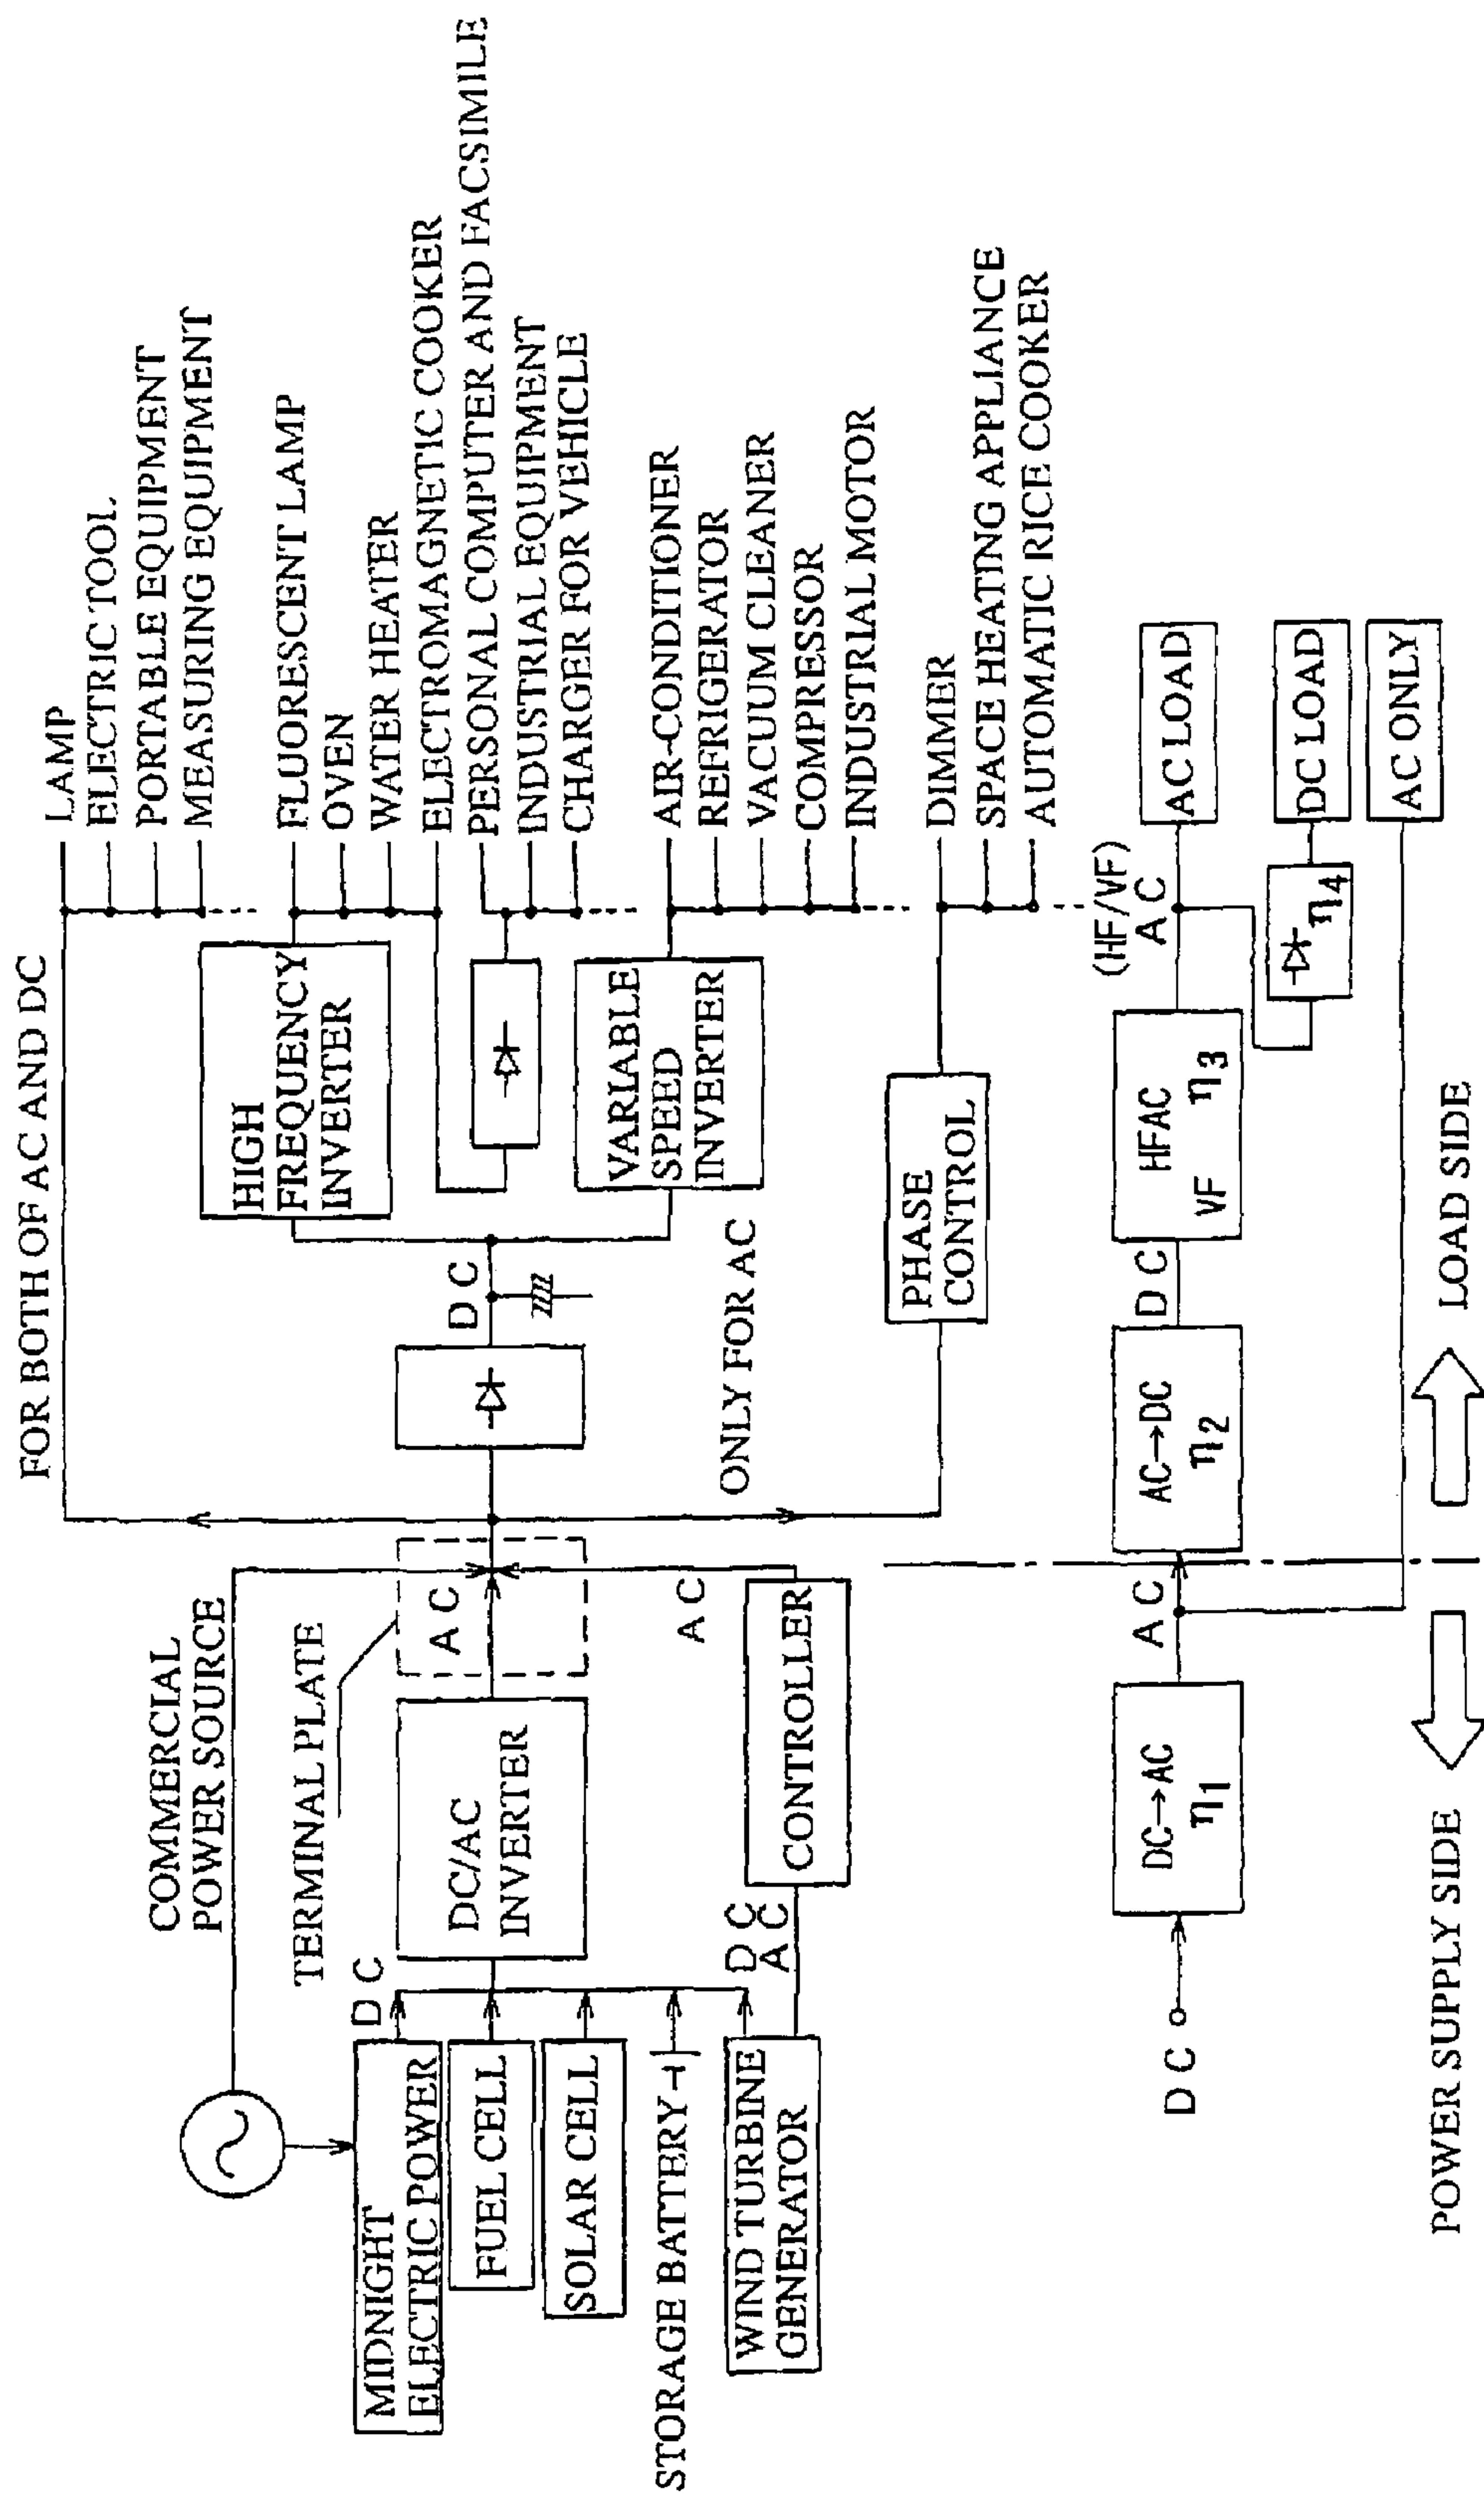 FOR BOTH OF AC AND DC
LAMP
ELECTRIC TOOL
PORTABLE EQUIPMENT
MEASURING EQUIPMENT
COMMERCIAL
POWER SOURCE
TERMINAL PLATE
HIGH
FREQUENCY
INVERTER
FLUORESCENT LAMP
OVEN
WATER HEATER
ELECTROMAGNETIC COOKER
PERSONAL COMPUTER AND FACSIMILE
INDUSTRIAL EQUIPMENT
CHARGER FOR VEHICLE
MIDNIGHT
ELECTRIC POWER
DC
FUEL CELL
SOLAR CELL
STORAGE BATTERY
WIND TURBINE
GENERATOR
DC/AC
INVERTER
AC
DC
VARIABLE
SPEED
INVERTER
AIR-CONDITIONER
REFRIGERATOR
VACUUM CLEANER
COMPRESSOR
INDUSTRIAL MOTOR
DC
AC
CONTROLLER
AC
ONLY FOR AC
PHASE
CONTROL
DIMMER
SPACE HEATING APPLIANCE
AUTOMATIC RICE COOKER
DC
DC→AC
η1
AC
AC→DC
η2
DC
HFAC
VF η3
(HF/VF)
AC
AC LOAD
η4
DC LOAD
AC ONLY
POWER SUPPLY SIDE
LOAD SIDE